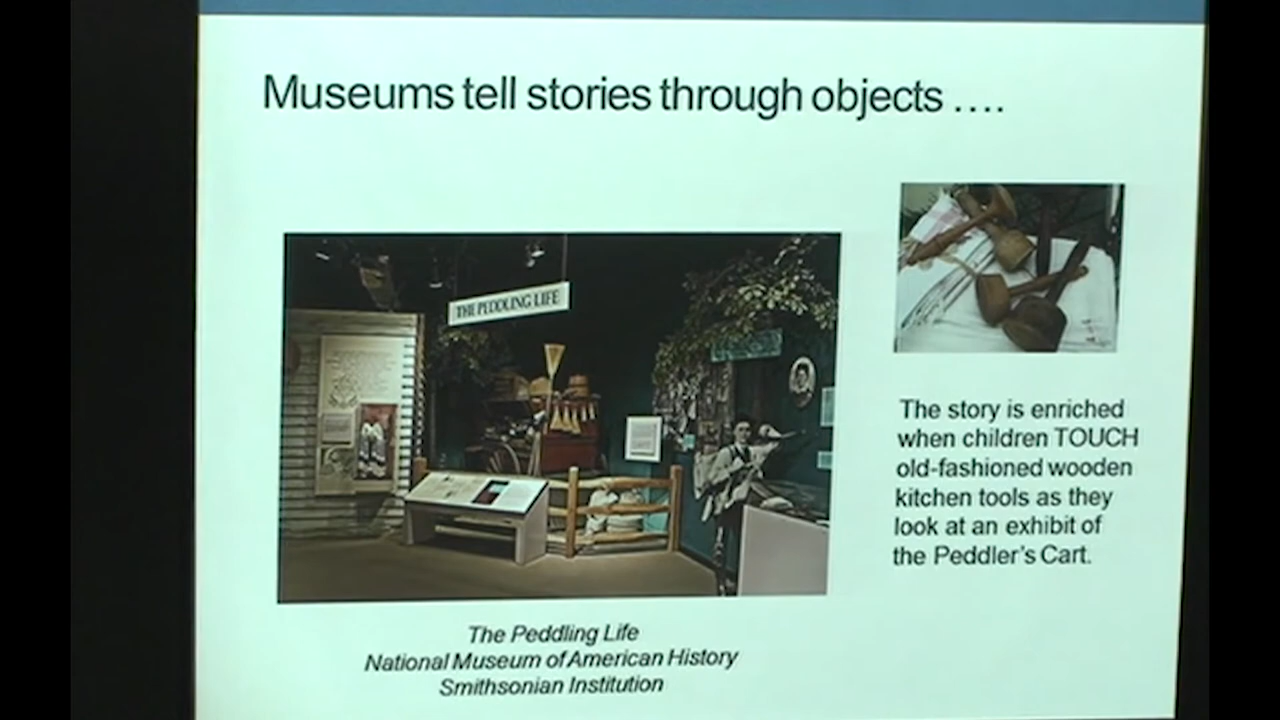 Museums tell stories through objects ....
THE PEDDLING LIFE
The story is enriched
when children TOUCH
old-fashioned wooden
kitchen tools as they
look at an exhibit of
the Peddler's Cart.
The Peddling Life
National Museum of American History
Smithsonian Institution